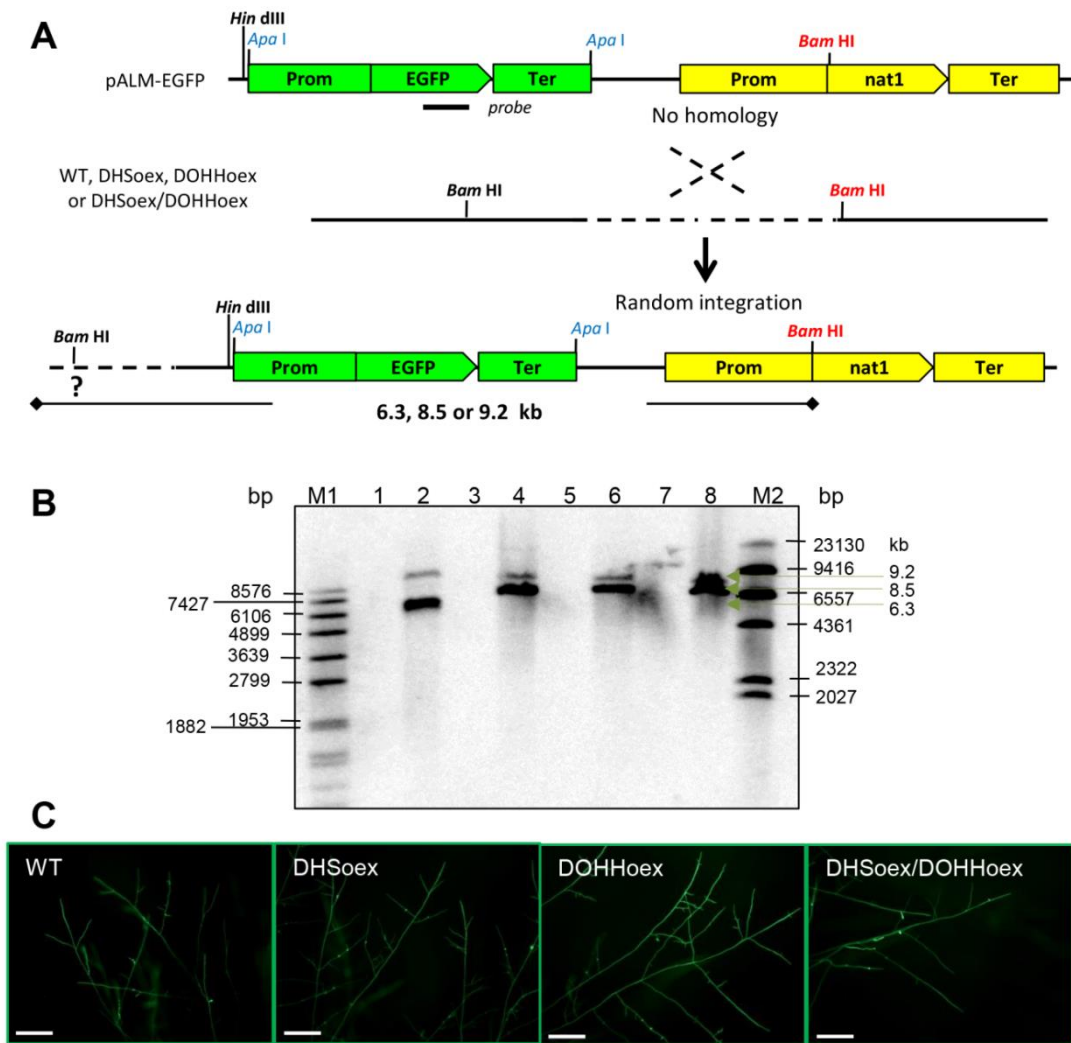 A
Hin dIII
Apa I
Apa I
Bam HI
pALM-EGFP
Prom EGFP Ter Prom nat1 Ter
probe
No homology
WT, DHSoex, DOHHoex
or DHSoex/DOHHoex
Bam HI
Bam HI
Random integration
Hin dIII
Bam HI
Apa I
Apa I
Bam HI
Prom EGFP Ter Prom nat1 Ter
?
6.3, 8.5 or 9.2 kb
B
bp M1 1 2 3 4 5 6 7 8 M2 bp
23130 kb
9416 9.2
8576 8.5
7427 6557 6.3
6106
4899 4361
3639
2799 2322
2027
1953
1882
C
WT DHSoex DOHHoex DHSoex/DOHHoex